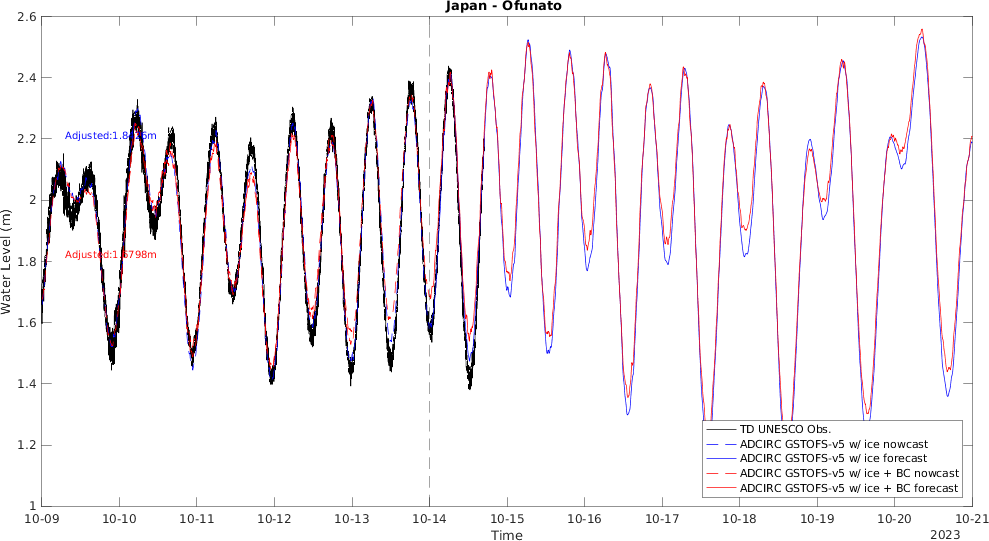 Japan - Ofunato
Water Level (m)
2.6
2.4
2.2
2
1.8
1.6
1.4
1.2
1
10-09
10-10
10-11
10-12
10-13
10-14
10-15
10-16
10-17
10-18
10-19
10-20
10-21
Time
2023
TD UNESCO Obs.
ADCIRC GSTOFS-v5 w/ ice nowcast
ADCIRC GSTOFS-v5 w/ ice forecast
ADCIRC GSTOFS-v5 w/ ice + BC nowcast
ADCIRC GSTOFS-v5 w/ ice + BC forecast